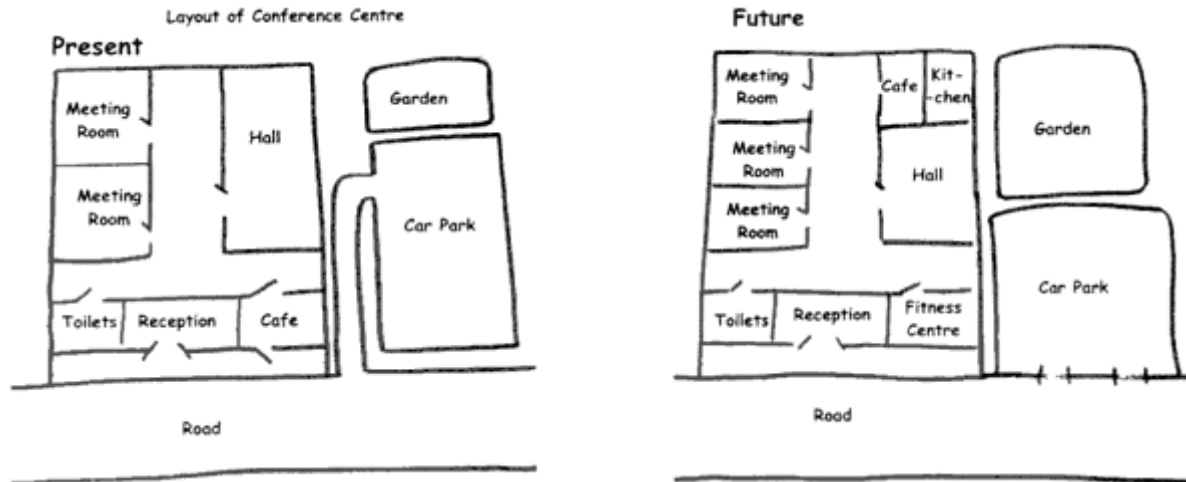 Layout of Conference Centre
Present
Meeting
Room
Garden
Hall
Meeting
Room
Car Park
Toilets
Reception
Cafe
Road
Future
Meeting
Room
Cafe
Kit-
-chen
Garden
Meeting
Room
Hall
Meeting
Room
Car Park
Toilets
Reception
Fitness
Centre
Road